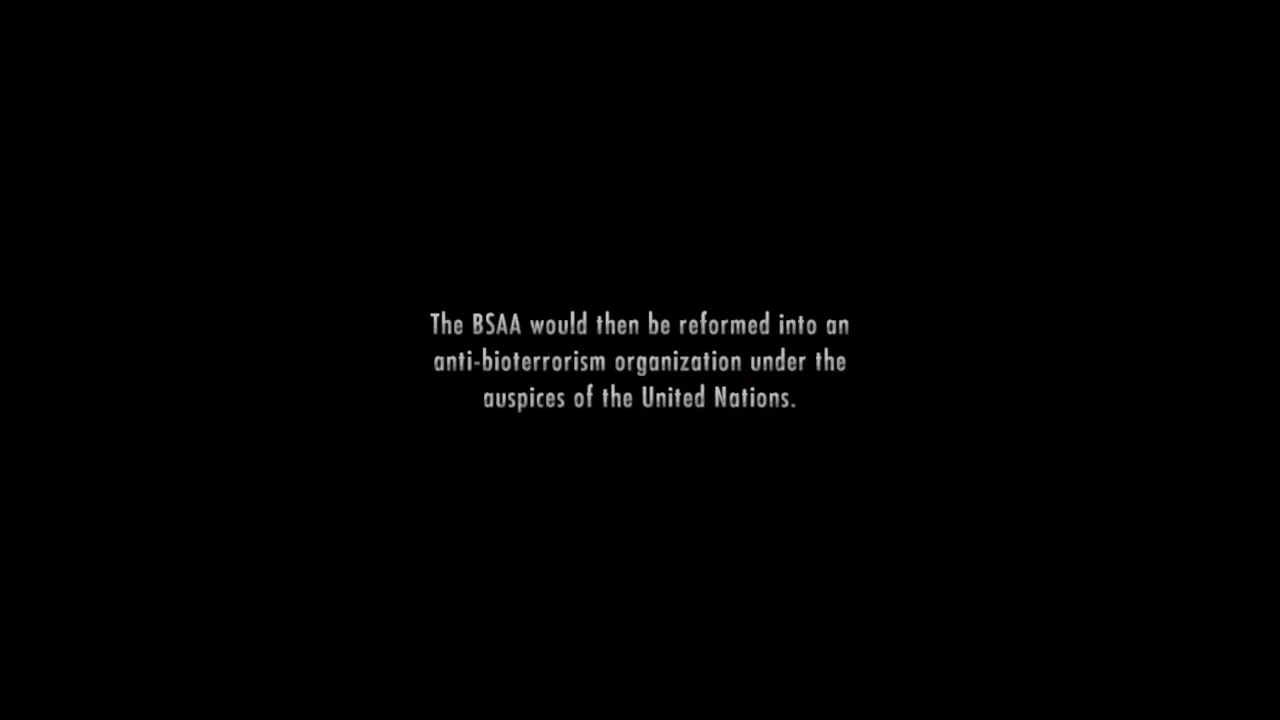 The BSAA would then be reformed into an
anti-bioterrorism organization under the
auspices of the United Nations.